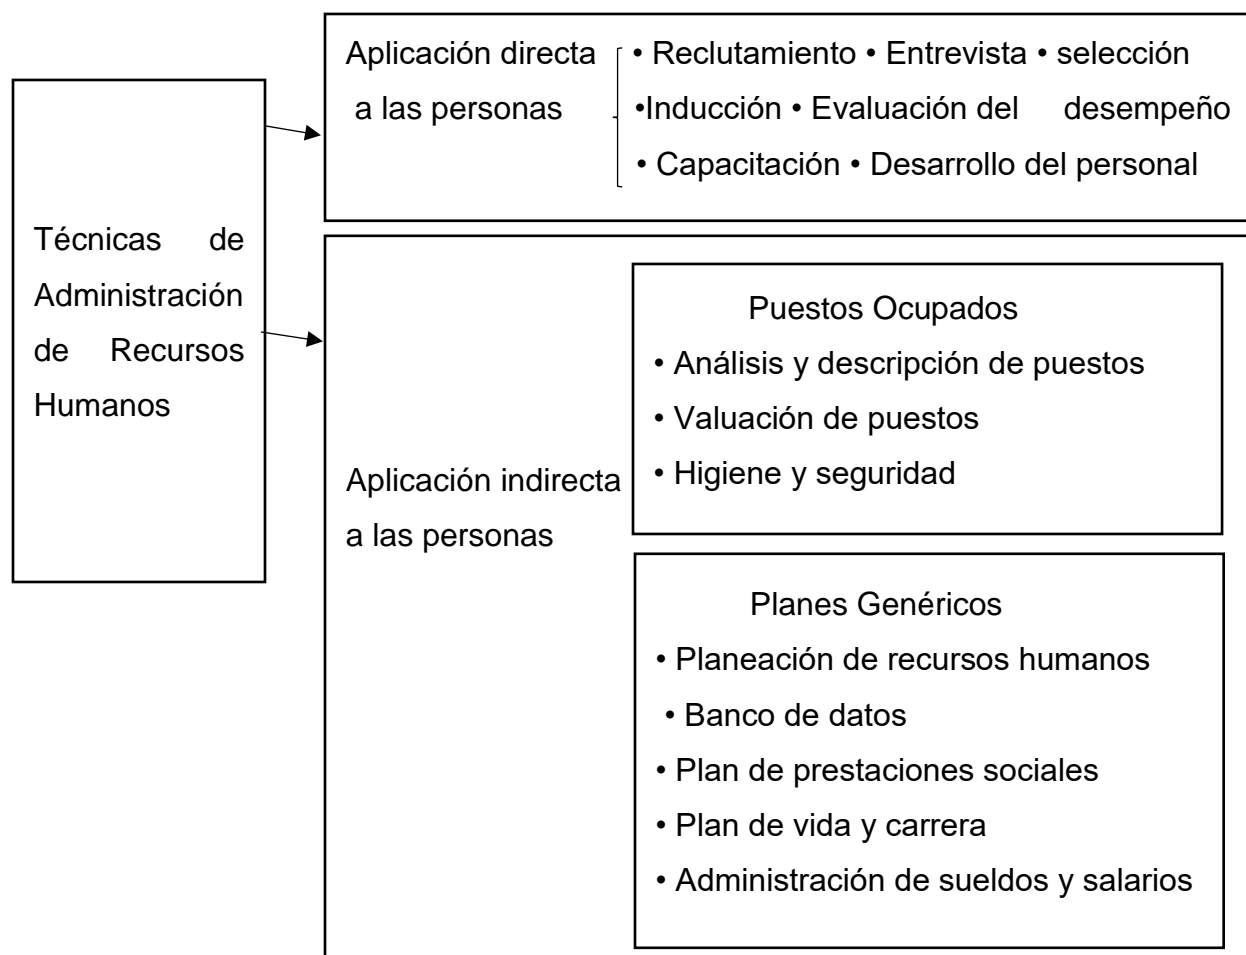 Técnicas de
Administración
de Recursos
Humanos
Aplicación directa
a las personas
• Reclutamiento • Entrevista • selección
•Inducción • Evaluación del desempeño
• Capacitación • Desarrollo del personal
Aplicación indirecta
a las personas
Puestos Ocupados
• Análisis y descripción de puestos
• Valuación de puestos
• Higiene y seguridad
Planes Genéricos
• Planeación de recursos humanos
• Banco de datos
• Plan de prestaciones sociales
• Plan de vida y carrera
• Administración de sueldos y salarios